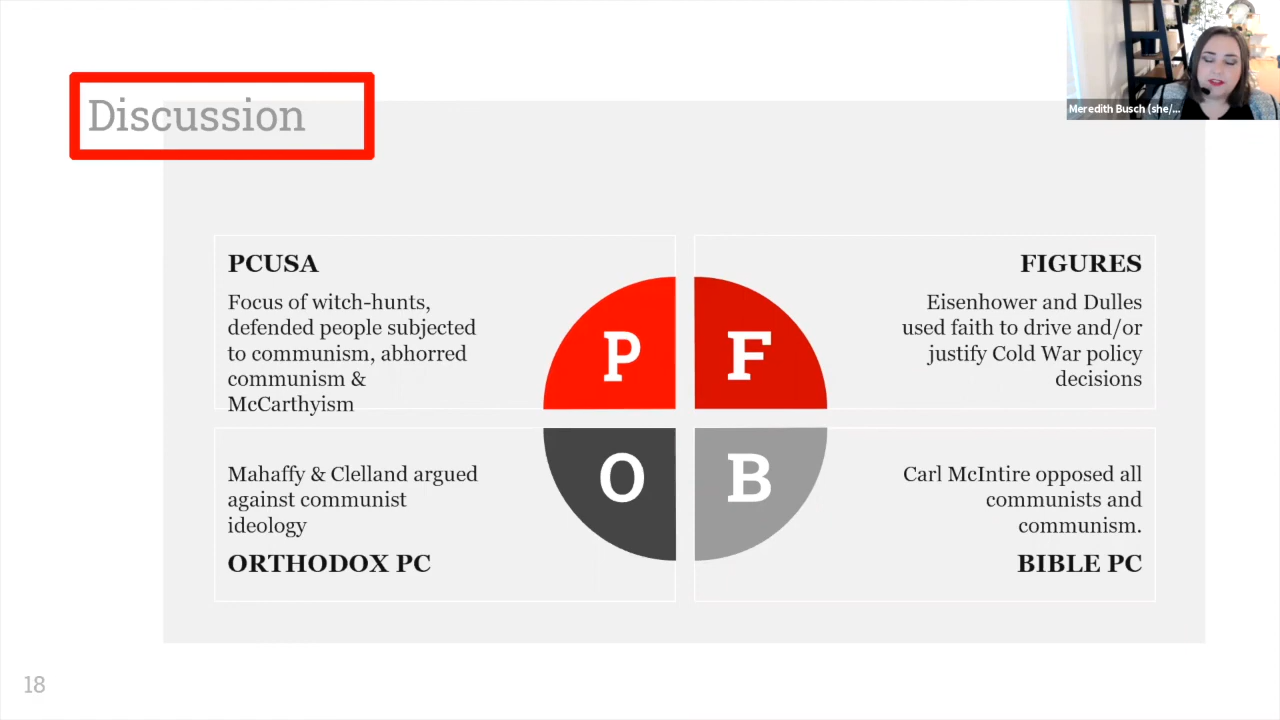 Discussion
Meredith Busch (she/...
PCUSA
Focus of witch-hunts,
defended people subjected
to communism, abhorred
communism &
McCarthyism
P
F
FIGURES
Eisenhower and Dulles
used faith to drive and/or
justify Cold War policy
decisions
Mahaffy & Clelland argued
against communist
ideology
ORTHODOX PC
O
B
Carl McIntire opposed all
communists and
communism.
BIBLE PC
18